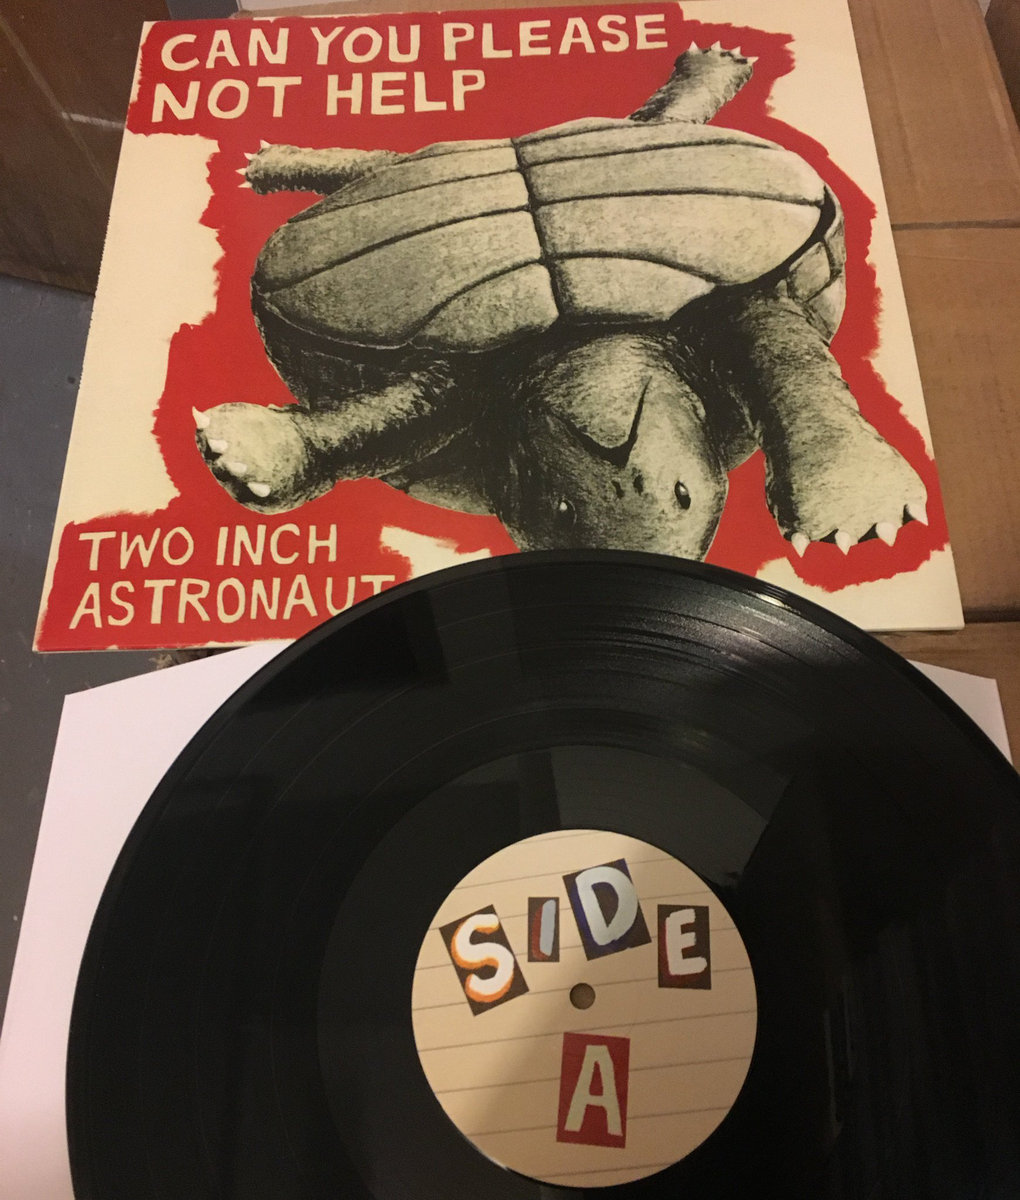 CAN YOU PLEASE
NOT HELP
TWO INCH
ASTRONAUT
SIDE
A